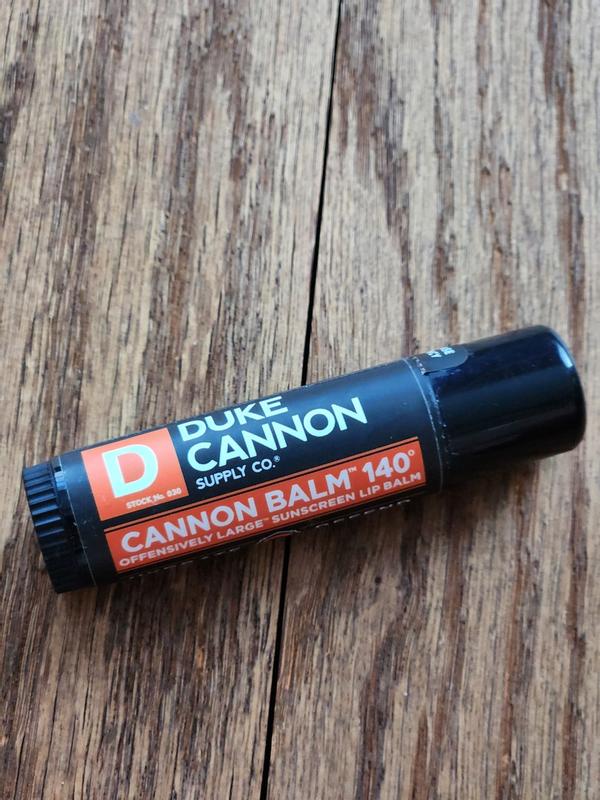 D
STOCK No. 030
DUKE
CANNON
SUPPLY CO.®
CANNON BALM™ 140°
OFFENSIVELY LARGE™ SUNSCREEN LIP BALM